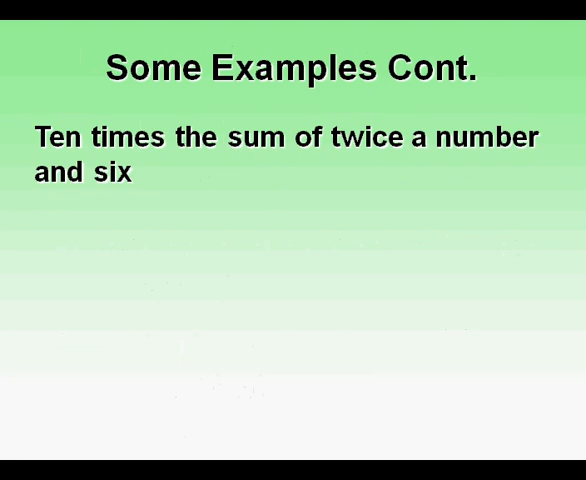 Some Examples Cont.
Ten times the sum of twice a number
and six